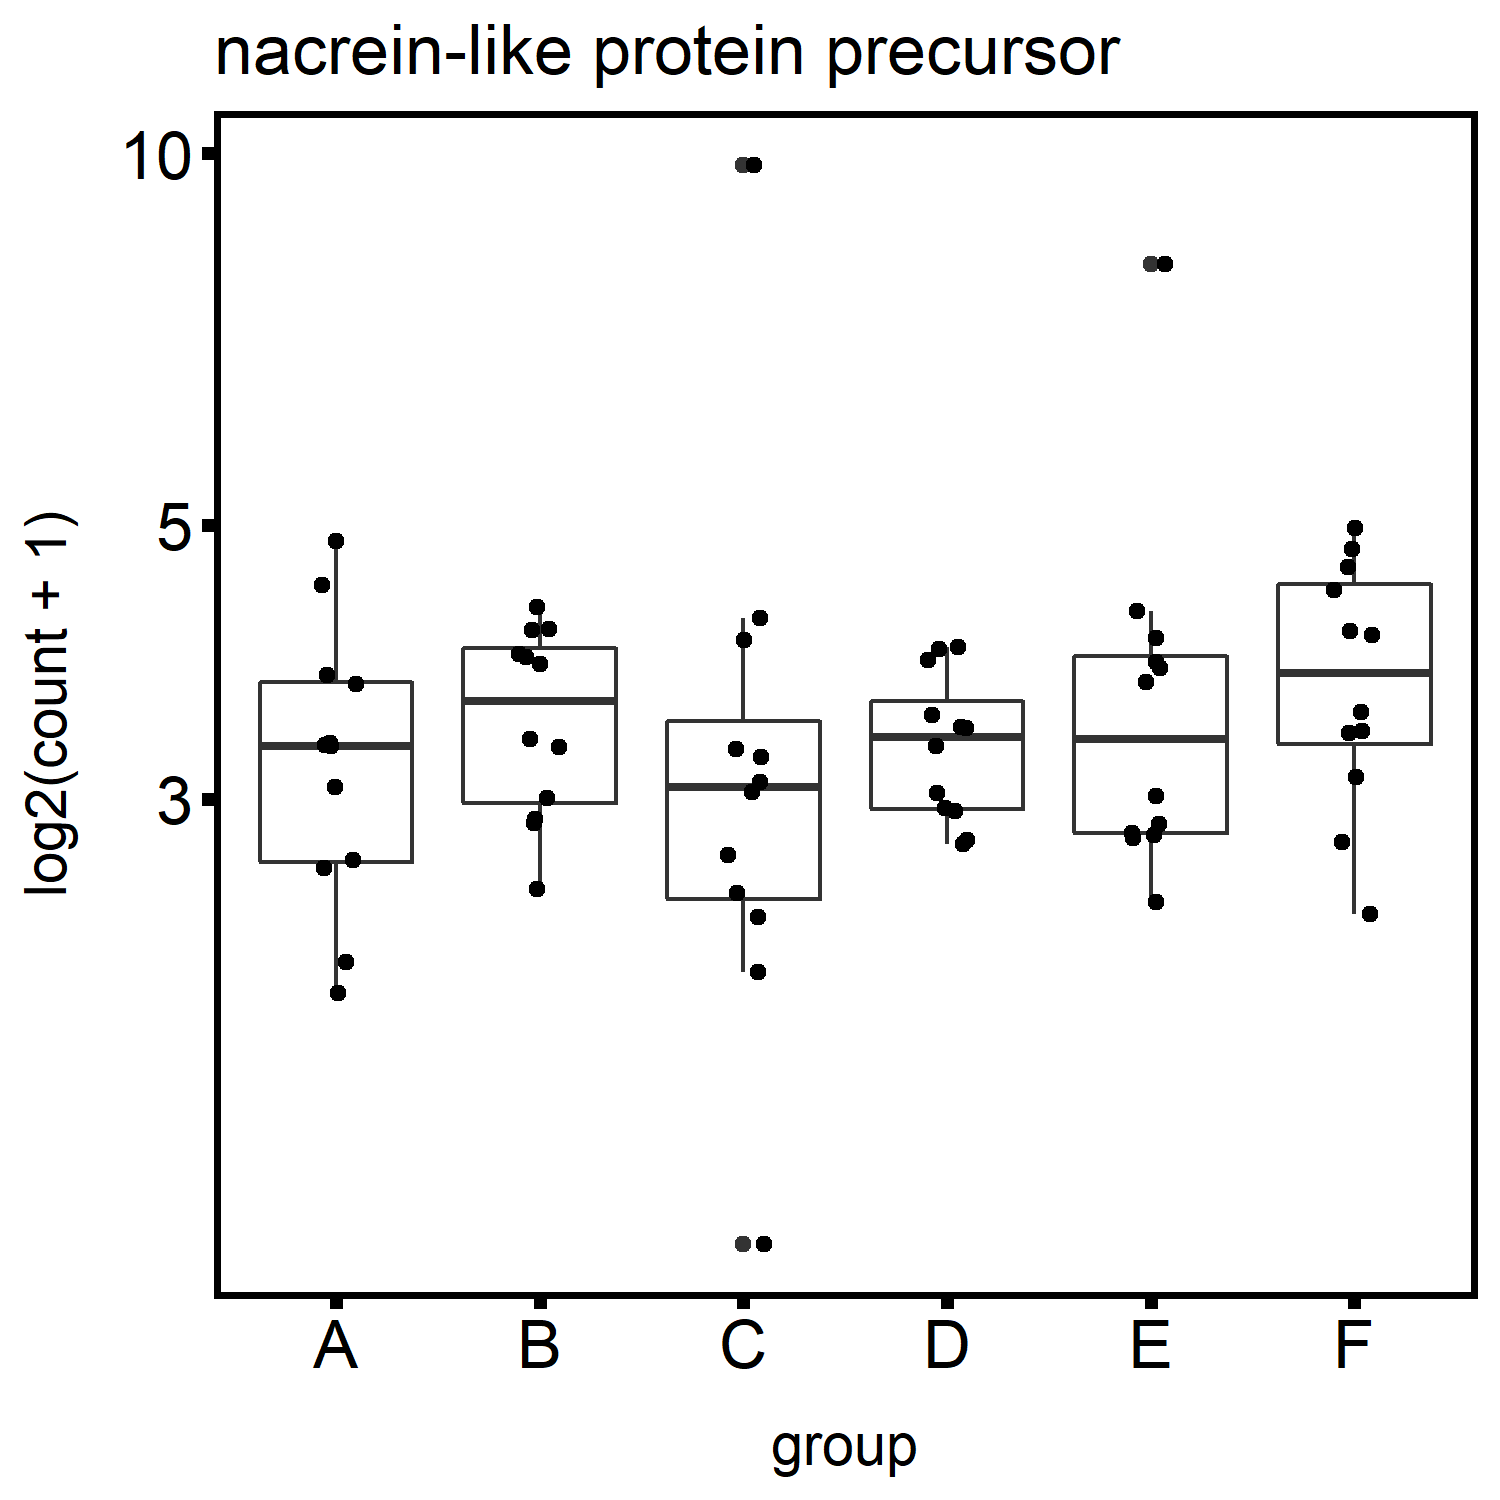 nacrein-like protein precursor
10
5
3
log2(count + 1)
A B C D E F
group